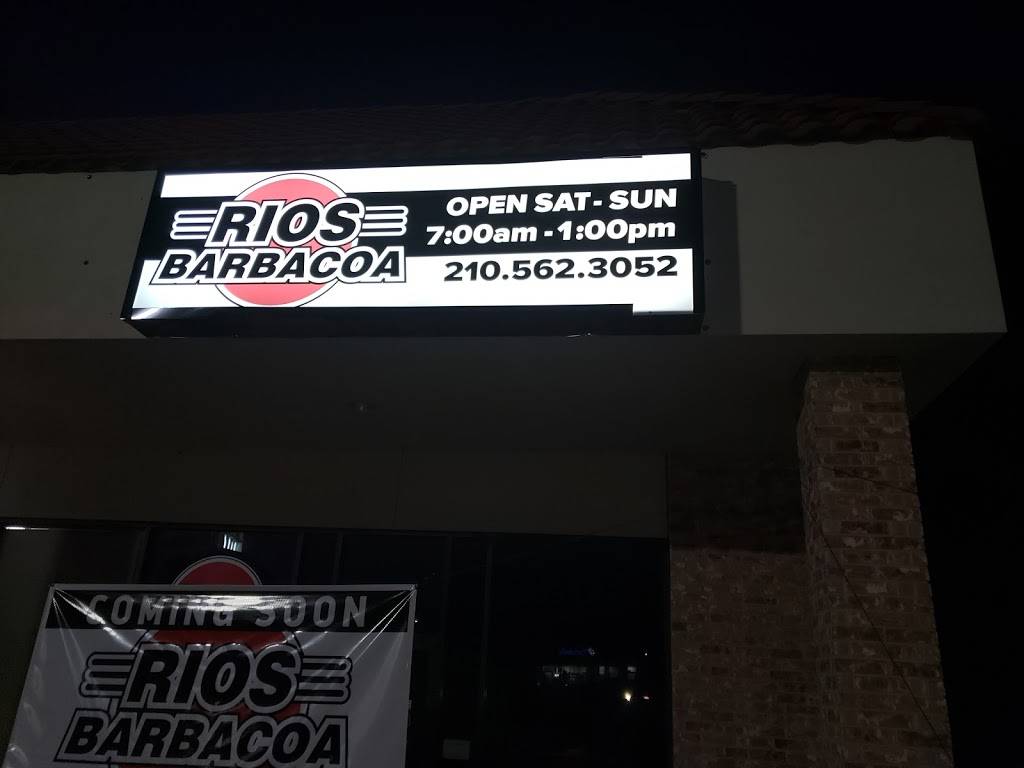 RIOS
BARBACOA
OPEN SAT - SUN
7:00am - 1:00pm
210.562.3052
COMING SOON
RIOS
BARBACOA